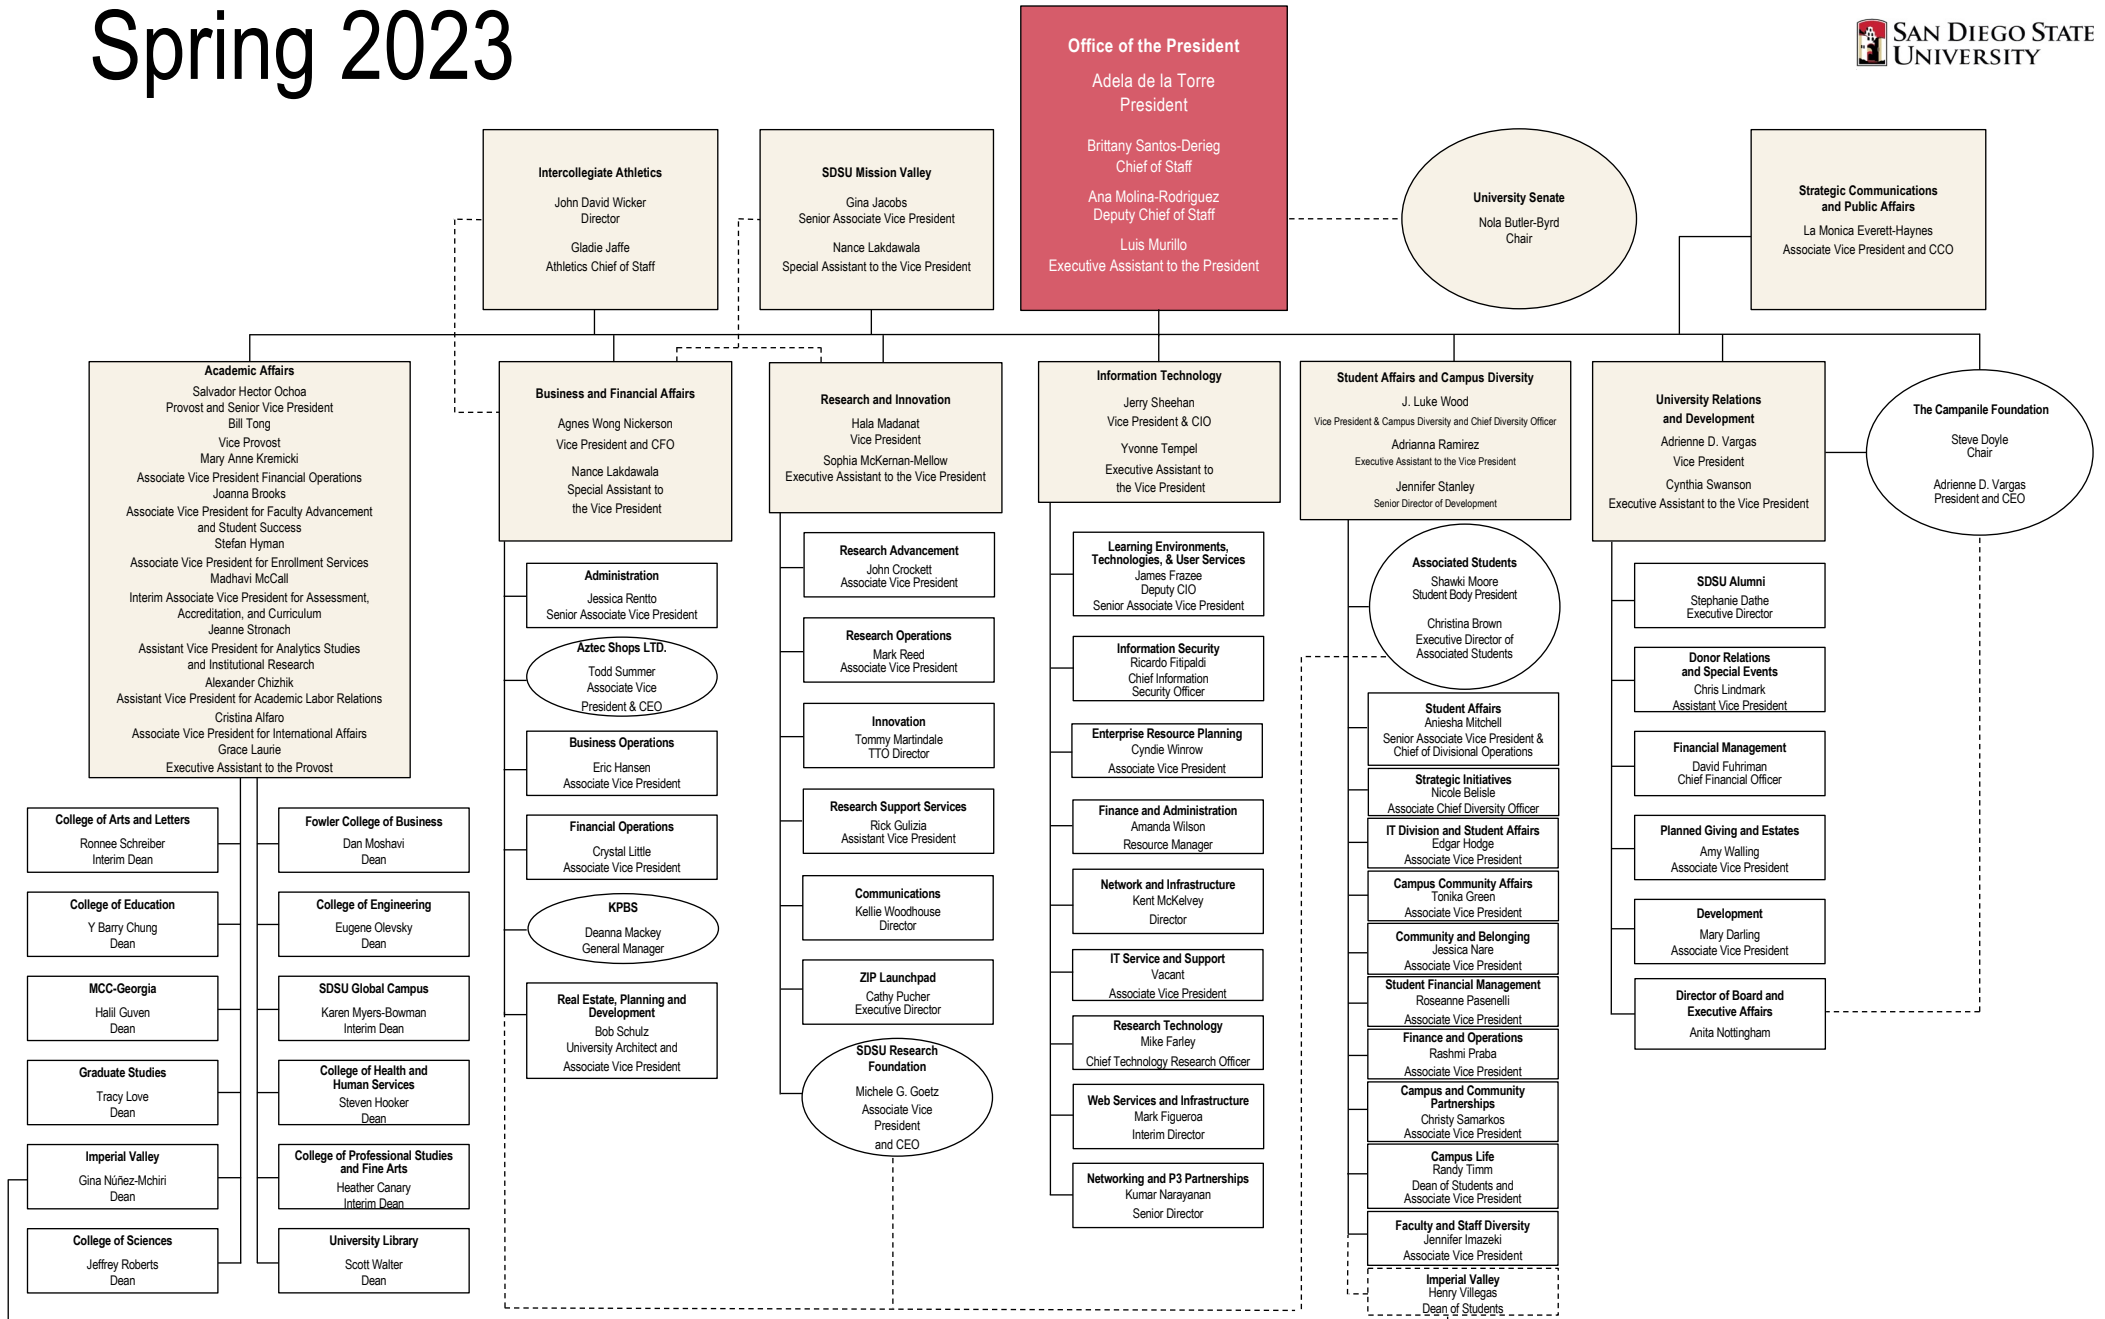 Spring 2023
SAN DIEGO STATE
UNIVERSITY
Office of the President
Adela de la Torre
President
Brittany Santos-Derieg
Chief of Staff
Ana Molina-Rodriguez
Deputy Chief of Staff
Luis Murillo
Executive Assistant to the President
Intercollegiate Athletics
John David Wicker
Director
Gladie Jaffe
Athletics Chief of Staff
SDSU Mission Valley
Gina Jacobs
Senior Associate Vice President
Nance Lakdawala
Special Assistant to the Vice President
University Senate
Nola Butler-Byrd
Chair
Strategic Communications
and Public Affairs
La Monica Everett-Haynes
Associate Vice President and CCO
Academic Affairs
Salvador Hector Ochoa
Provost and Senior Vice President
Bill Tong
Vice Provost
Mary Anne Kremicki
Associate Vice President Financial Operations
Joanna Brooks
Associate Vice President for Faculty Advancement
and Student Success
Stefan Hyman
Associate Vice President for Enrollment Services
Madhavi McCall
Interim Associate Vice President for Assessment,
Accreditation, and Curriculum
Jeanne Stronach
Assistant Vice President for Analytics Studies
and Institutional Research
Alexander Chizhik
Assistant Vice President for Academic Labor Relations
Cristina Alfaro
Associate Vice President for International Affairs
Grace Laurie
Executive Assistant to the Provost
College of Arts and Letters
Ronnee Schreiber
Interim Dean
Fowler College of Business
Dan Moshavi
Dean
College of Education
Y Barry Chung
Dean
College of Engineering
Eugene Olevsky
Dean
MCC-Georgia
Halil Guven
Dean
SDSU Global Campus
Karen Myers-Bowman
Interim Dean
Graduate Studies
Tracy Love
Dean
College of Health and
Human Services
Steven Hooker
Dean
Imperial Valley
Gina Núñez-Mchiri
Dean
College of Professional Studies
and Fine Arts
Heather Canary
Interim Dean
College of Sciences
Jeffrey Roberts
Dean
University Library
Scott Walter
Dean
Business and Financial Affairs
Agnes Wong Nickerson
Vice President and CFO
Nance Lakdawala
Special Assistant to
the Vice President
Administration
Jessica Rentto
Senior Associate Vice President
Aztec Shops LTD.
Todd Summer
Associate Vice
President & CEO
Business Operations
Eric Hansen
Associate Vice President
Financial Operations
Crystal Little
Associate Vice President
KPBS
Deanna Mackey
General Manager
Real Estate, Planning and
Development
Bob Schulz
University Architect and
Associate Vice President
Research and Innovation
Hala Madanat
Vice President
Sophia McKernan-Mellow
Executive Assistant to the Vice President
Research Advancement
John Crockett
Associate Vice President
Research Operations
Mark Reed
Associate Vice President
Innovation
Tommy Martindale
TTO Director
Research Support Services
Rick Gulizia
Assistant Vice President
Communications
Kellie Woodhouse
Director
ZIP Launchpad
Cathy Pucher
Executive Director
SDSU Research
Foundation
Michele G. Goetz
Associate Vice
President
and CEO
Information Technology
Jerry Sheehan
Vice President & CIO
Yvonne Tempel
Executive Assistant to
the Vice President
Learning Environments,
Technologies, & User Services
James Frazee
Deputy CIO
Senior Associate Vice President
Information Security
Ricardo Fitipaldi
Chief Information
Security Officer
Enterprise Resource Planning
Cyndie Winrow
Associate Vice President
Finance and Administration
Amanda Wilson
Resource Manager
Network and Infrastructure
Kent McKelvey
Director
IT Service and Support
Vacant
Associate Vice President
Research Technology
Mike Farley
Chief Technology Research Officer
Web Services and Infrastructure
Mark Figueroa
Interim Director
Networking and P3 Partnerships
Kumar Narayanan
Senior Director
Student Affairs and Campus Diversity
J. Luke Wood
Vice President & Campus Diversity and Chief Diversity Officer
Adrianna Ramirez
Executive Assistant to the Vice President
Jennifer Stanley
Senior Director of Development
Associated Students
Shawki Moore
Student Body President
Christina Brown
Executive Director of
Associated Students
Student Affairs
Aniesha Mitchell
Senior Associate Vice President &
Chief of Divisional Operations
Strategic Initiatives
Nicole Belisle
Associate Chief Diversity Officer
IT Division and Student Affairs
Edgar Hodge
Associate Vice President
Campus Community Affairs
Tonika Green
Associate Vice President
Community and Belonging
Jessica Nare
Associate Vice President
Student Financial Management
Roseanne Pasenelli
Associate Vice President
Finance and Operations
Rashmi Praba
Associate Vice President
Campus and Community
Partnerships
Christy Samarkos
Associate Vice President
Campus Life
Randy Timm
Dean of Students and
Associate Vice President
Faculty and Staff Diversity
Jennifer Imazeki
Associate Vice President
Imperial Valley
Henry Villegas
Dean of Students
University Relations
and Development
Adrienne D. Vargas
Vice President
Cynthia Swanson
Executive Assistant to the Vice President
SDSU Alumni
Stephanie Dathe
Executive Director
Donor Relations
and Special Events
Chris Lindmark
Assistant Vice President
Financial Management
David Fuhriman
Chief Financial Officer
Planned Giving and Estates
Amy Walling
Associate Vice President
Development
Mary Darling
Associate Vice President
Director of Board and
Executive Affairs
Anita Nottingham
The Campanile Foundation
Steve Doyle
Chair
Adrienne D. Vargas
President and CEO